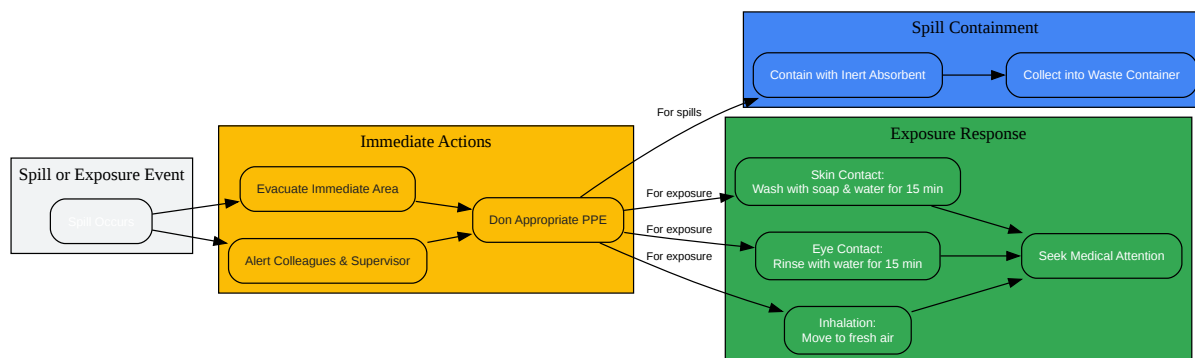 Spill or Exposure Event
Spill Occurs
Immediate Actions
Evacuate Immediate Area
Alert Colleagues & Supervisor
Don Appropriate PPE
For spills
For exposure
For exposure
For exposure
Spill Containment
Contain with Inert Absorbent
Collect into Waste Container
Exposure Response
Skin Contact:
Wash with soap & water for 15 min
Eye Contact:
Rinse with water for 15 min
Inhalation:
Move to fresh air
Seek Medical Attention